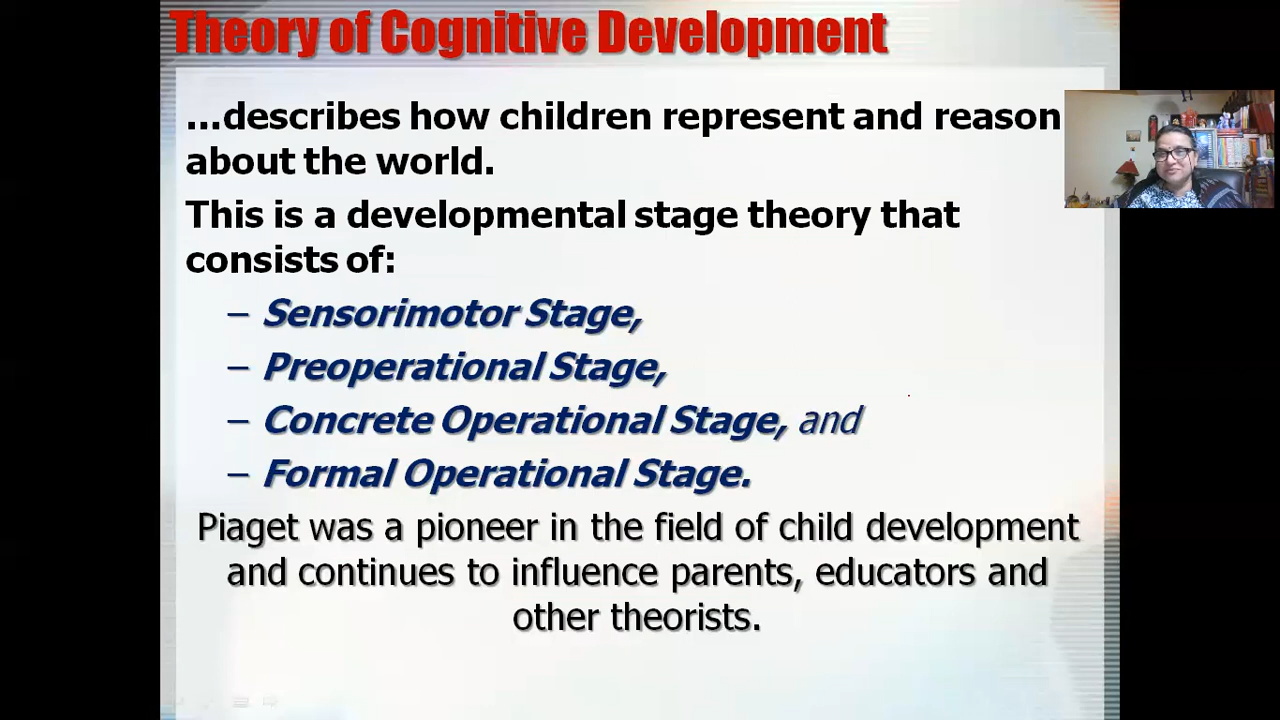 Theory of Cognitive Development
...describes how children represent and reason
about the world.
This is a developmental stage theory that
consists of:
– Sensorimotor Stage,
– Preoperational Stage,
– Concrete Operational Stage, and
– Formal Operational Stage.
Piaget was a pioneer in the field of child development
and continues to influence parents, educators and
other theorists.